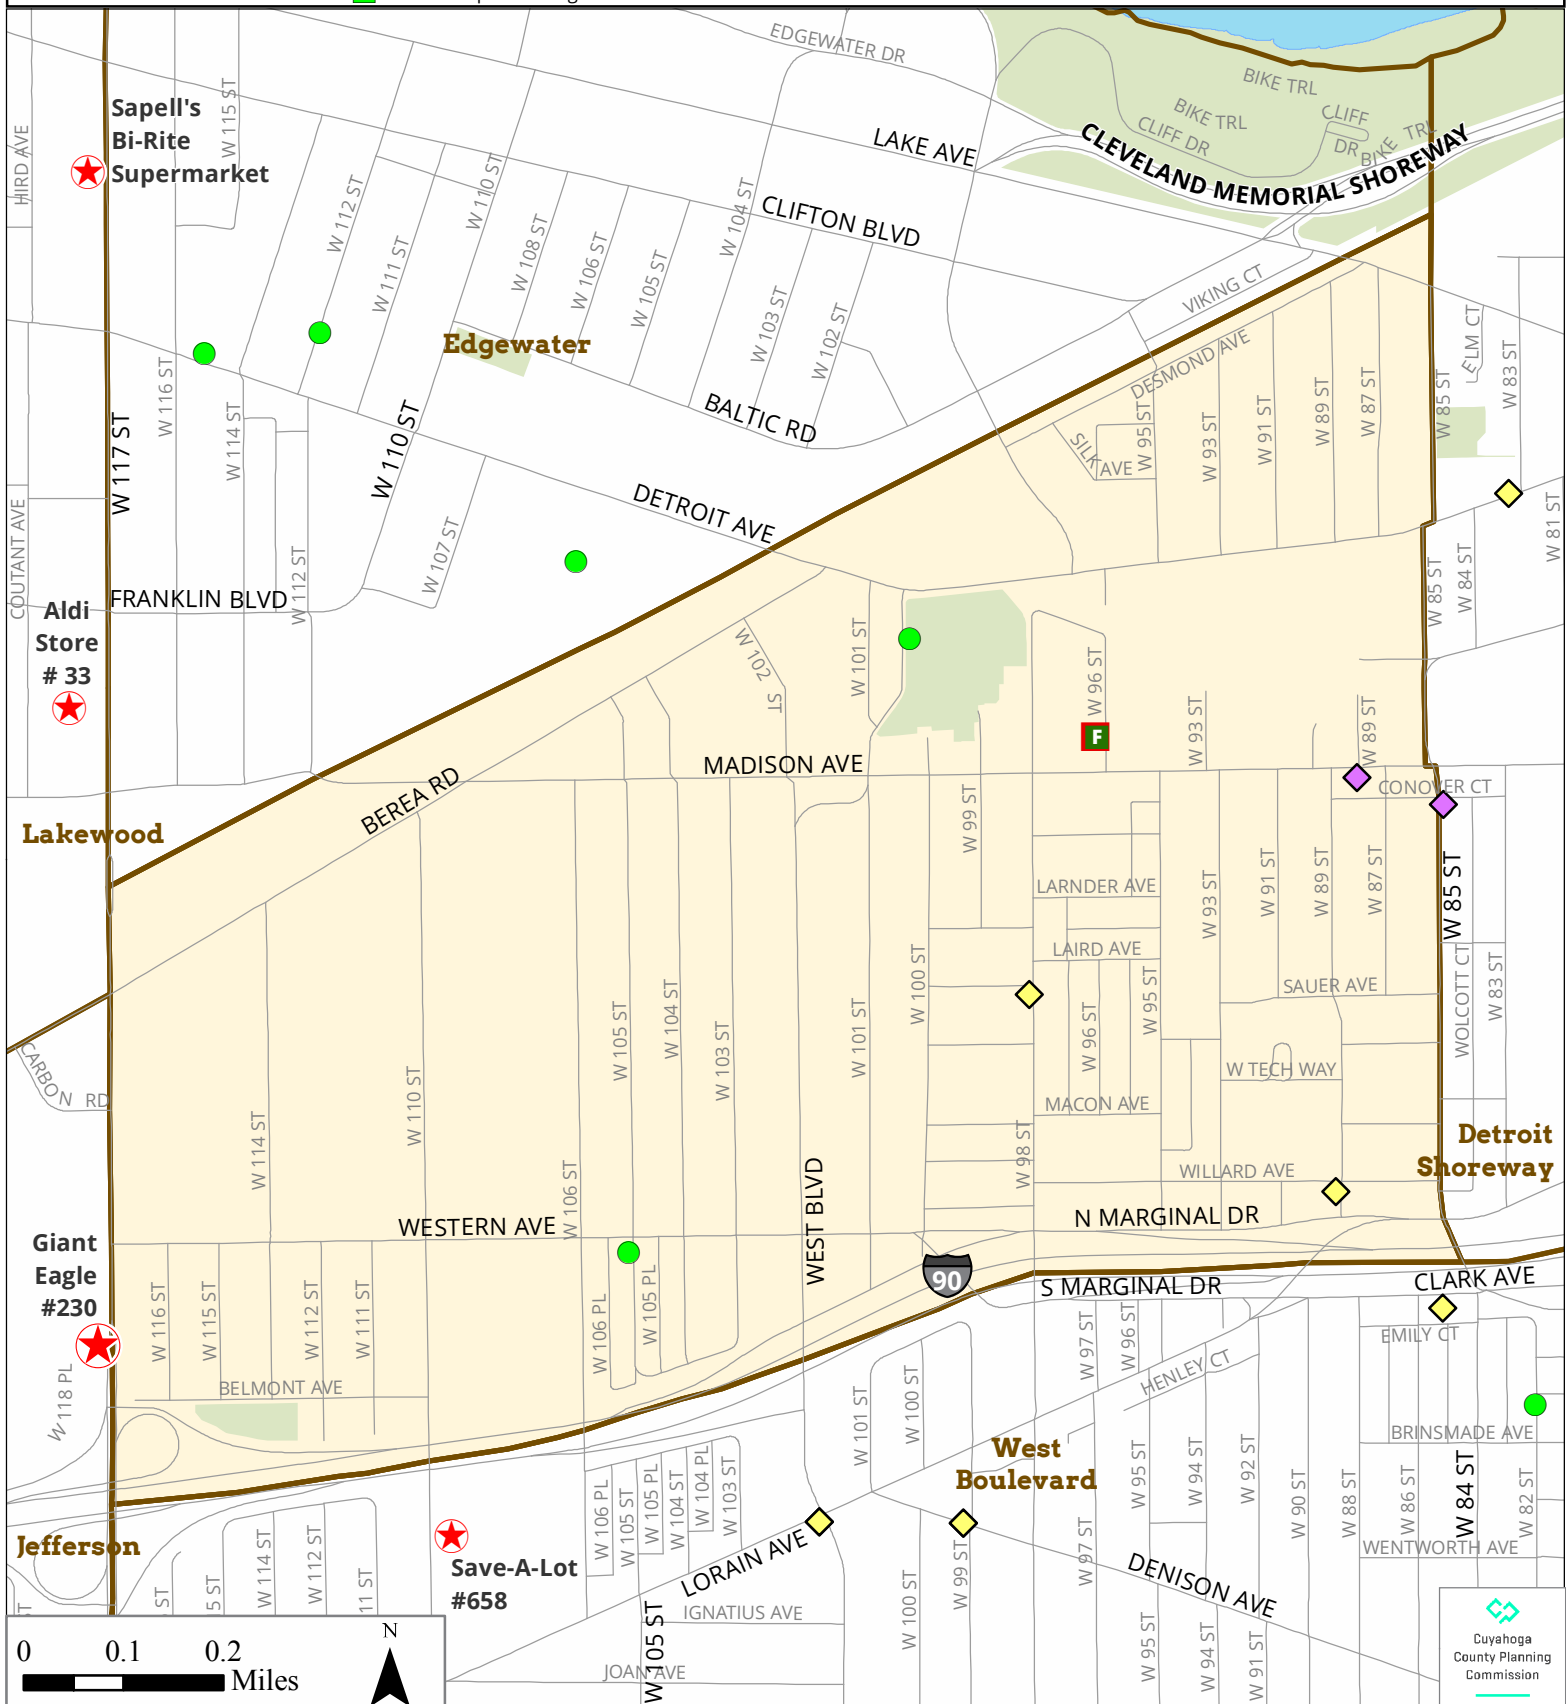 EDGEWATER DR
BIKE TRL
BIKE TRL
CLIFF DR
CLIFF
DR
BIKE TRL
CLEVELAND MEMORIAL SHOREWAY
LAKE AVE
Sapell's
Bi-Rite
Supermarket
W 115 ST
HIRD AVE
W 112 ST
W 111 ST
W 110 ST
W 108 ST
W 106 ST
W 105 ST
W 104 ST
CLIFTON BLVD
W 103 ST
W 102 ST
VIKING CT
DESMOND AVE
Edgewater
BALTIC RD
W 116 ST
W 114 ST
W 117 ST
W 110 ST
W 107 ST
DETROIT AVE
SILK
AVE
W 95 ST
W 93 ST
W 91 ST
W 89 ST
W 87 ST
W 85 ST
ELM CT
W 83 ST
W 81 ST
COUTANT AVE
FRANKLIN BLVD
W 112 ST
Aldi
Store
# 33
W 102
ST
W 101 ST
W 96 ST
F
W 93 ST
W 89 ST
W 85 ST
W 84 ST
MADISON AVE
BEREA RD
CONOVER CT
Lakewood
W 99 ST
LARNDER AVE
W 93 ST
W 91 ST
W 89 ST
W 87 ST
W 85 ST
LAIRD AVE
W 100 ST
W 95 ST
SAUER AVE
WOLCOTT CT
W 83 ST
W 105 ST
W 104 ST
W 103 ST
W 101 ST
W 96 ST
CARBON RD
W TECH WAY
W 110 ST
W 114 ST
MACON AVE
W 98 ST
Detroit
Shoreway
WILLARD AVE
W 106 ST
WEST BLVD
WESTERN AVE
N MARGINAL DR
Giant
Eagle
#230
90
S MARGINAL DR
CLARK AVE
W 116 ST
W 115 ST
W 112 ST
W 111 ST
W 106 PL
W 105 PL
W 97 ST
W 96 ST
EMILY CT
HENLEY CT
BELMONT AVE
W 118 PL
W 101 ST
W 100 ST
BRINSMADE AVE
West
Boulevard
W 95 ST
W 94 ST
W 92 ST
W 90 ST
W 88 ST
W 86 ST
W 84 ST
W 82 ST
W 106 PL
W 105 ST
W 105 PL
W 104 ST
W 104 PL
W 103 ST
Jefferson
W 114 ST
W 112 ST
Save-A-Lot
#658
LORAIN AVE
W 99 ST
W 97 ST
DENISON AVE
WENTWORTH AVE
ST
ST
5 ST
11 ST
IGNATIUS AVE
W 105 ST
JOAN AVE
W 100 ST
W 95 ST
W 94 ST
W 91 ST
0 0.1 0.2
Miles
N
Cuyahoga
County Planning
Commission